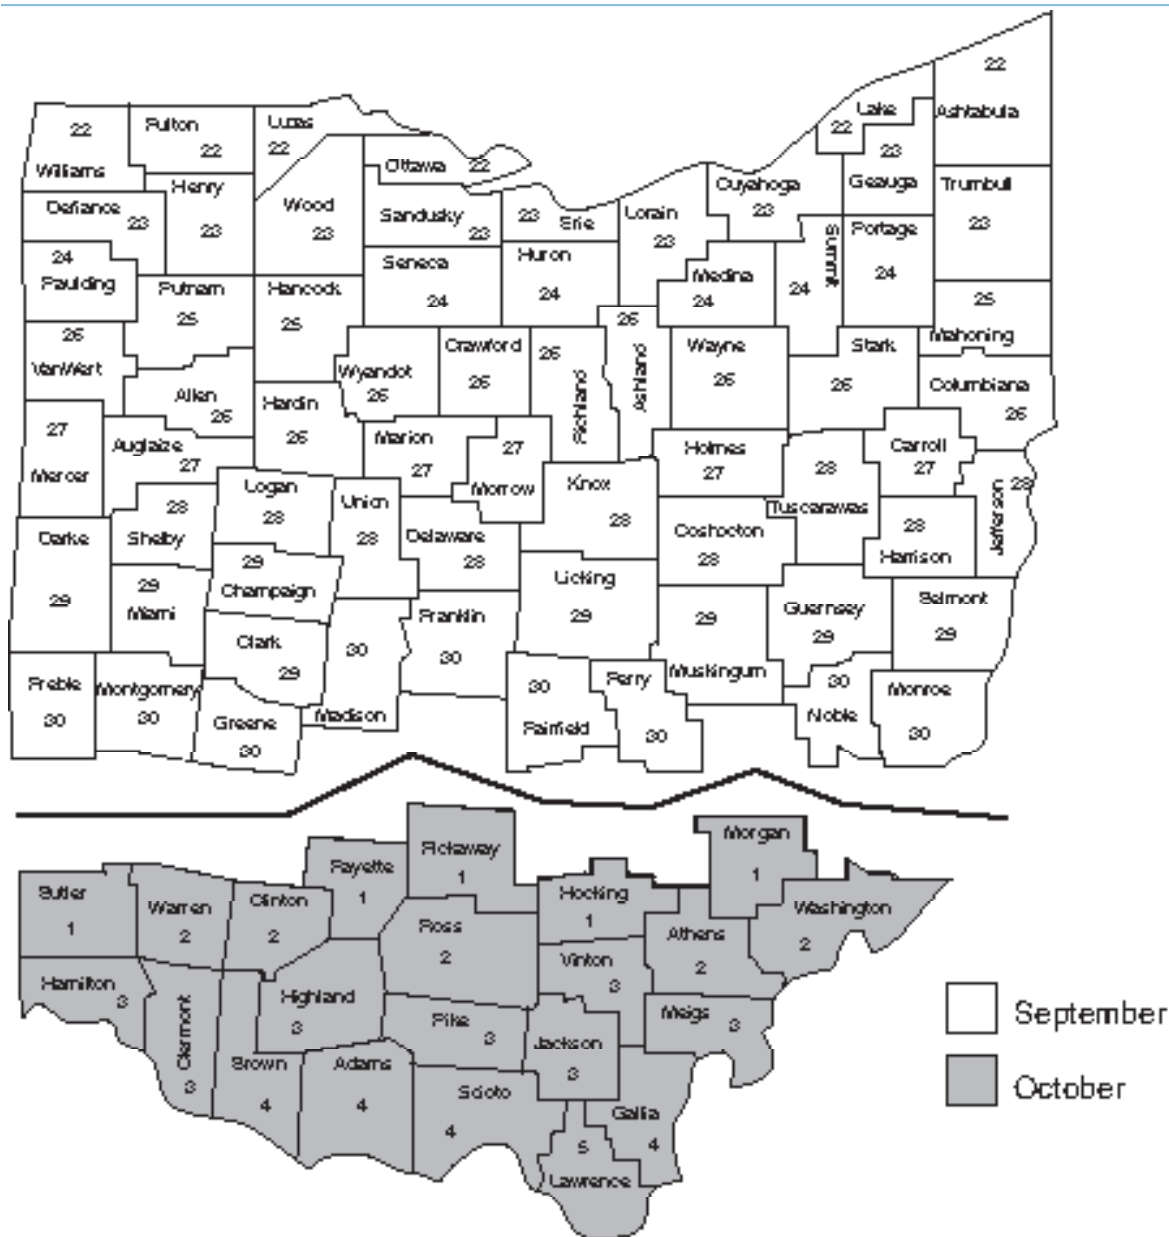 22
Williams
Fulton
22
Lucas
22
Ottawa
22
Lake
22
22
Ashtabula
Defiance
23
Henry
23
Wood
23
Sandusky
23
23
Erie
Lorain
23
Cuyahoga
23
23
Geauga
Trumbull
23
24
Paulding
Putnam
25
Hancock
25
Seneca
24
Huron
24
Medina
24
Summit
24
Portage
24
25
Mahoning
26
VanWert
Allen
26
Hardin
26
Wyandot
26
Crawford
26
26
Richland
26
Ashland
Wayne
26
Stark
26
Columbiana
26
27
Mercer
Auglaize
27
Logan
28
Union
28
Marion
27
27
Morrow
Knox
28
Holmes
27
28
Tuscarawas
Carroll
27
28
Jefferson
Darke
29
28
Shelby
29
Miami
29
Champaign
Delaware
28
Licking
29
Coshocton
28
28
Harrison
Guernsey
29
Belmont
29
Clark
29
30
Madison
Franklin
30
29
Muskingum
Preble
30
Montgomery
30
Greene
30
30
Fairfield
Perry
30
30
Noble
Monroe
30
Butler
1
Warren
2
Clinton
2
Fayette
1
Pickaway
1
Hocking
1
Morgan
1
Washington
2
Ross
2
Athens
2
Hamilton
3
Clermont
3
Highland
3
Pike
3
Vinton
3
Jackson
3
Meigs
3
Brown
4
Adams
4
Scioto
4
Gallia
4
5
Lawrence
September
October